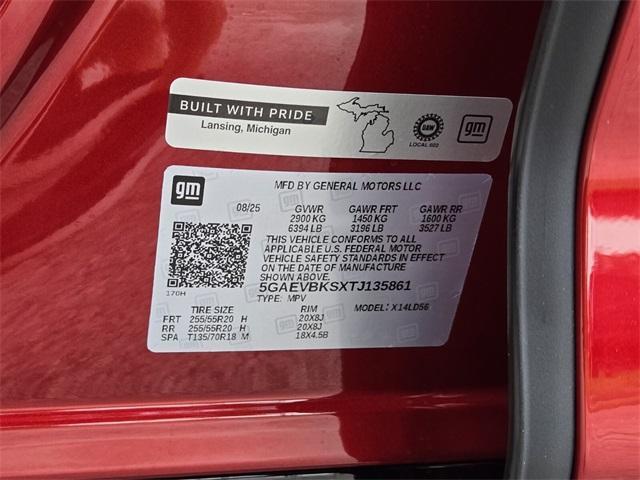 BUILT WITH PRIDE
Lansing, Michigan
UAW
LOCAL 602
gm
gm
MFD BY GENERAL MOTORS LLC
08/25 GVWR GAWR FRT GAWR RR
2900 KG 1450 KG 1600 KG
6394 LB 3196 LB 3527 LB
THIS VEHICLE CONFORMS TO ALL
APPLICABLE U.S. FEDERAL MOTOR
VEHICLE SAFETY STANDARDS IN EFFECT
ON THE DATE OF MANUFACTURE
SHOWN ABOVE.
170H
5GAEVBKSXTJ135861
TYPE: MPV MODEL: X14LD56
TIRE SIZE RIM
FRT 255/55R20 H 20X8J
RR 255/55R20 H 20X8J
SPA T135/70R18 M 18X4.5B